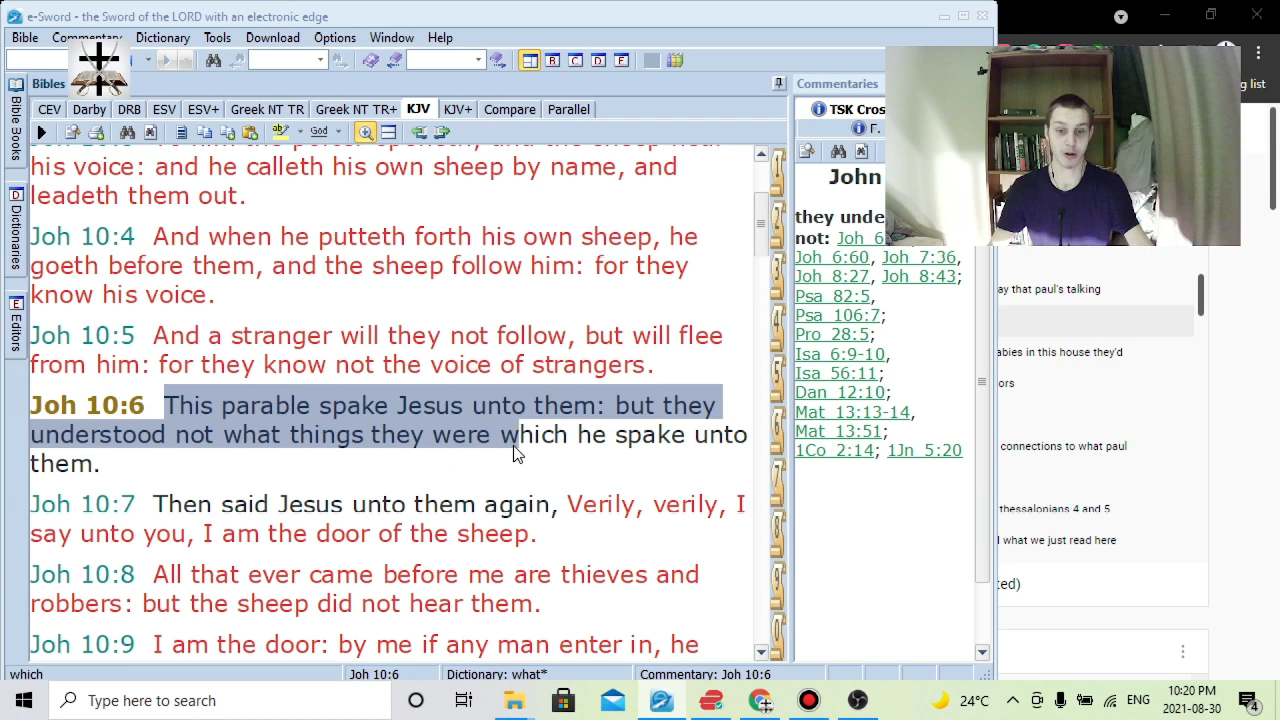 e-Sword - the Sword of the LORD with an electronic edge
Bible Commentary Dictionary Tools Download Options Window Help
Bibles
CEV Darby DRB ESV ESV+ Greek NT TR Greek NT TR+ KJV KJV+ Compare Parallel
God
Bible Books
Dictionaries
Editors
his voice: and he calleth his own sheep by name, and
leadeth them out.
Joh 10:4 And when he putteth forth his own sheep, he
goeth before them, and the sheep follow him: for they
know his voice.
Joh 10:5 And a stranger will they not follow, but will flee
from him: for they know not the voice of strangers.
Joh 10:6 This parable spake Jesus unto them: but they
understood not what things they were which he spake unto
them.
Joh 10:7 Then said Jesus unto them again, Verily, verily, I
say unto you, I am the door of the sheep.
Joh 10:8 All that ever came before me are thieves and
robbers: but the sheep did not hear them.
Joh 10:9 I am the door: by me if any man enter in, he
which Joh 10:6 Dictionary: what* Commentary: Joh 10:6
Commentaries
TSK Cros
Г.
John
they unde
not: Joh 6
Joh 6:60, Joh 7:36,
Joh 8:27, Joh 8:43;
Psa 82:5,
Psa 106:7;
Pro 28:5;
Isa 6:9-10,
Isa 56:11;
Dan 12:10;
Mat 13:13-14,
Mat 13:51;
1Co 2:14; 1Jn 5:20
ng list
ay that paul's talking
abies in this house they'd
ors
connections to what paul
thessalonians 4 and 5
l what we just read here
ted)
Type here to search
24°C
ENG
10:20 PM
2021-08-30
4